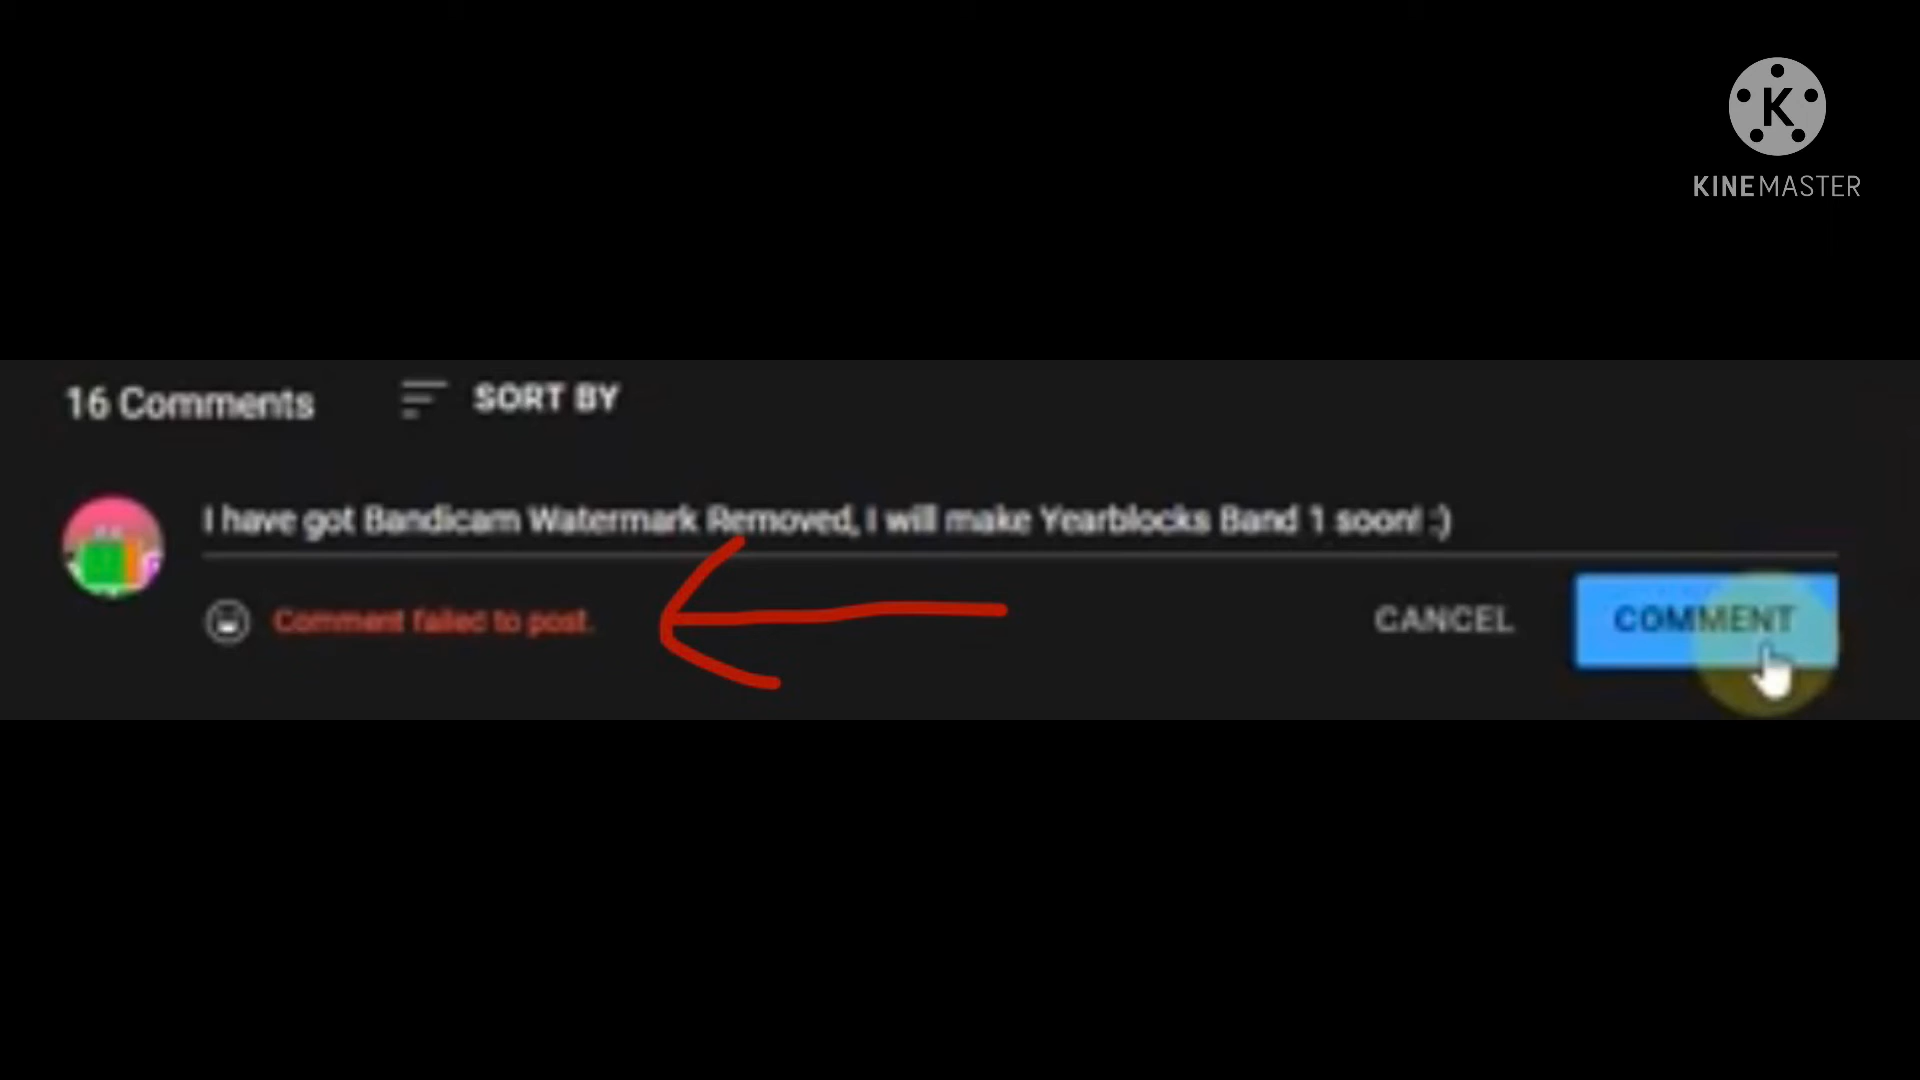 K
KINEMASTER
16 Comments SORT BY
I have got Bandicam Watermark Removed, I will make Yearblocks Band 1 soon! :)
Comment failed to post. CANCEL COMMENT